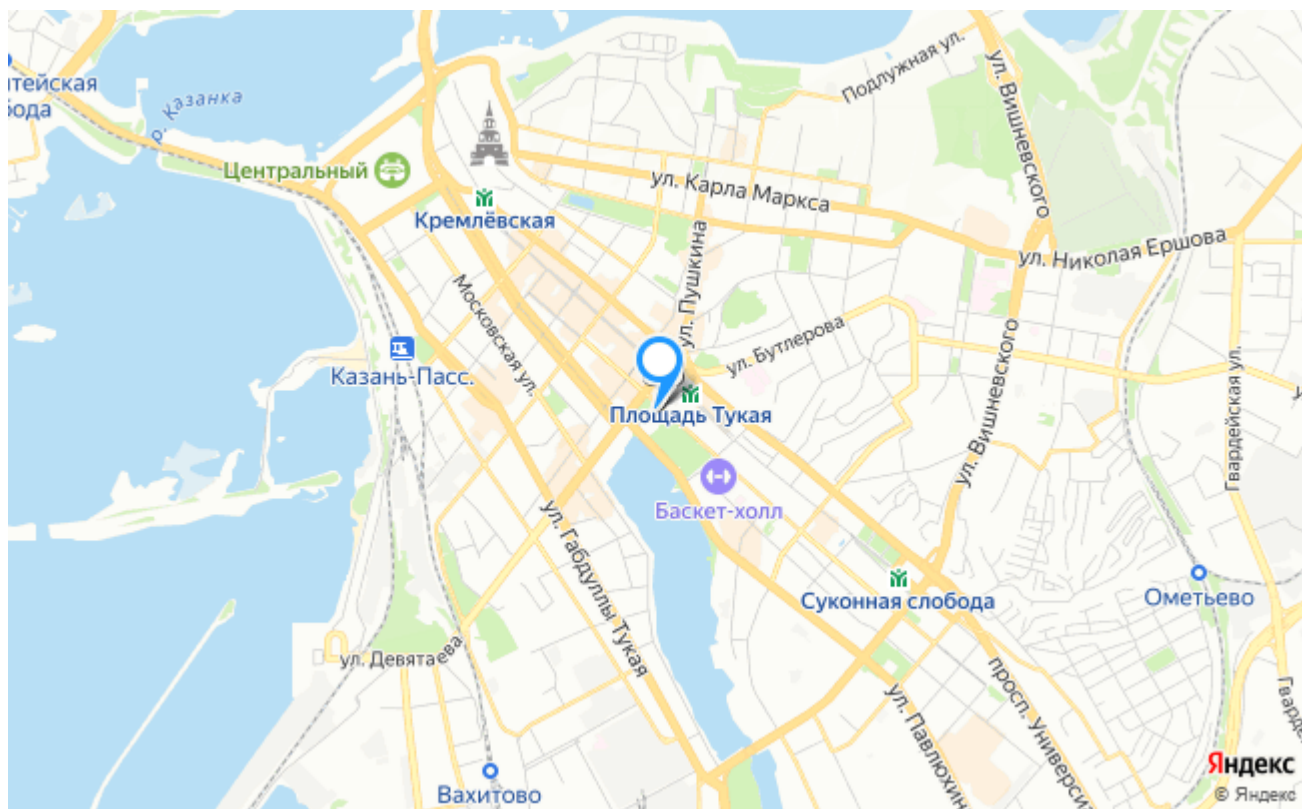 Подлужная ул.
ул. Вишневского
тейская
бода
р. Казанка
Центральный
ул. Карла Маркса
Кремлёвская
ул. Николая Ершова
ул. Пушкина
Московская ул.
ул. Бутлерова
Казань-Пасс.
ул. Вишневского
Гвардейская ул.
Площадь Тукая
Баскет-холл
ул. Габдуллы Тукая
Суконная слобода
Ометьево
ул. Девятаева
просп. Универси
ул. Павлюхин
Гварде
Вахитово
Яндекс
© Яндекс